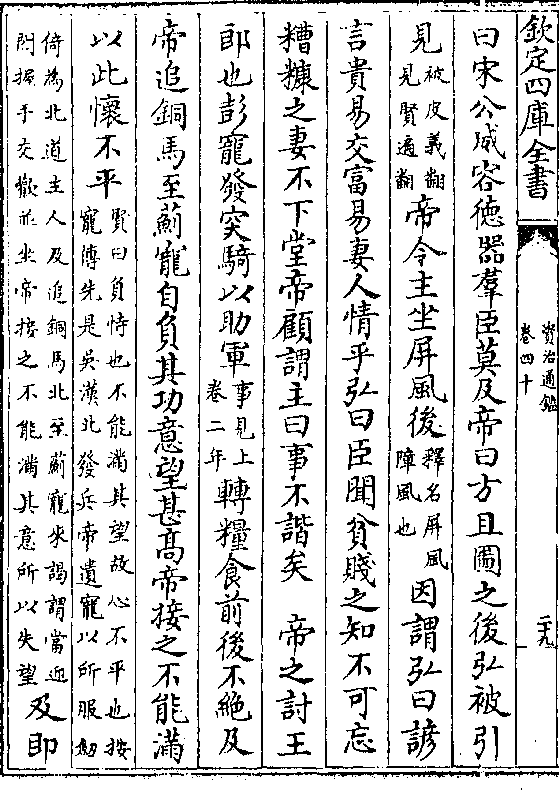 欽定四庫全書
資治通鑑
卷四十
二十九
曰宋公威容徳器羣臣莫及帝曰方且圖之後弘被引
見被皮義翻見賢遍翻帝令主坐屏風後釋名屏風障風也因謂弘曰諺
言貴易交富易妻人情乎弘曰臣聞貧賤之知不可忘
糟糠之妻不下堂帝顧謂主曰事不諧矣 帝之討王
郎也彭寵發突騎以助軍事見上卷二年轉糧食前後不絶及
帝追銅馬至薊寵自負其功意望甚髙帝接之不能滿
以此懷不平賢曰負恃也不能滿其望故心不平也按寵傳先是吳漢北發兵帝遺寵以所服劒
倚為北道主人及追銅馬北至薊寵來謁謂當迎閤握手交歡並坐帝接之不能滿其意所以失望及即